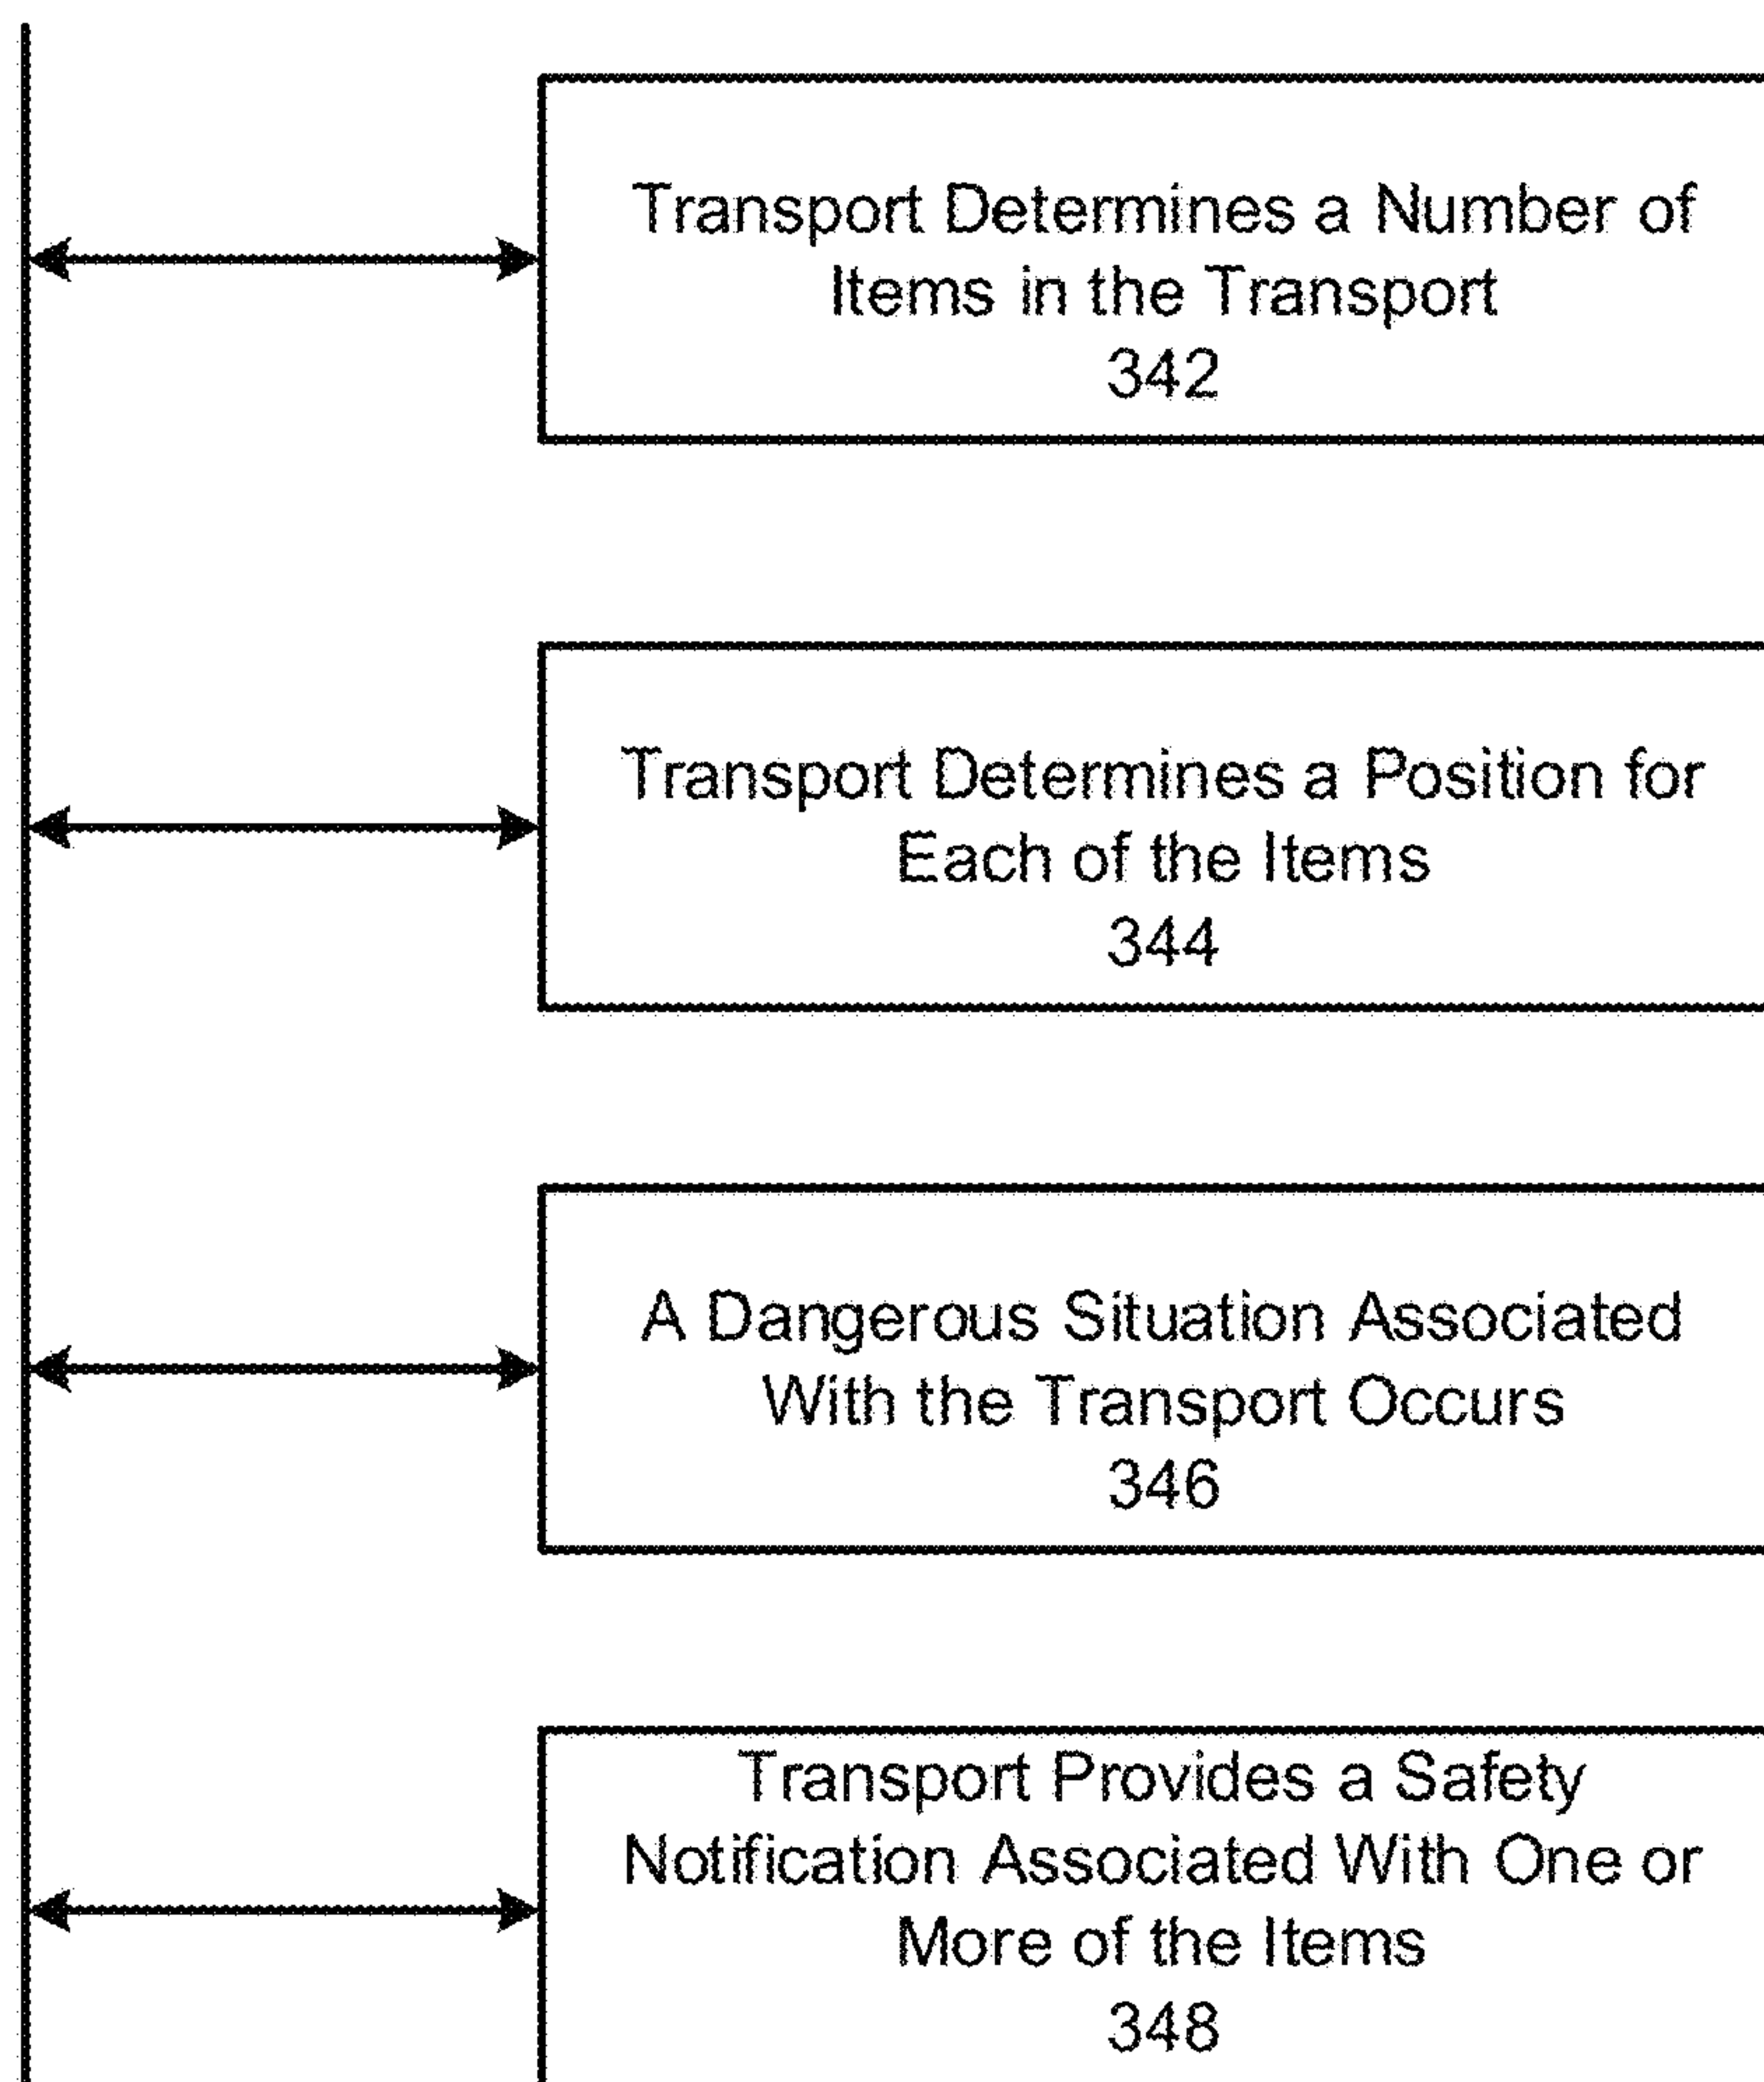 Transport Determines a Number of
Items in the Transport
342
Transport Determines a Position for
Each of the Items
344
A Dangerous Situation Associated
With the Transport Occurs
346
Transport Provides a Safety
Notification Associated With One or
More of the Items
348